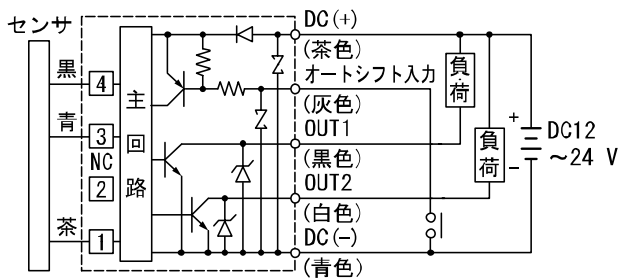 センサ
黒
青
茶
4
3
NC
2
1
主回路
DC(+)
(茶色)
オートシフト入力
(灰色)
OUT1
(黒色)
OUT2
(白色)
DC(-)
(青色)
負荷
負荷
+
-
DC12
～24 V